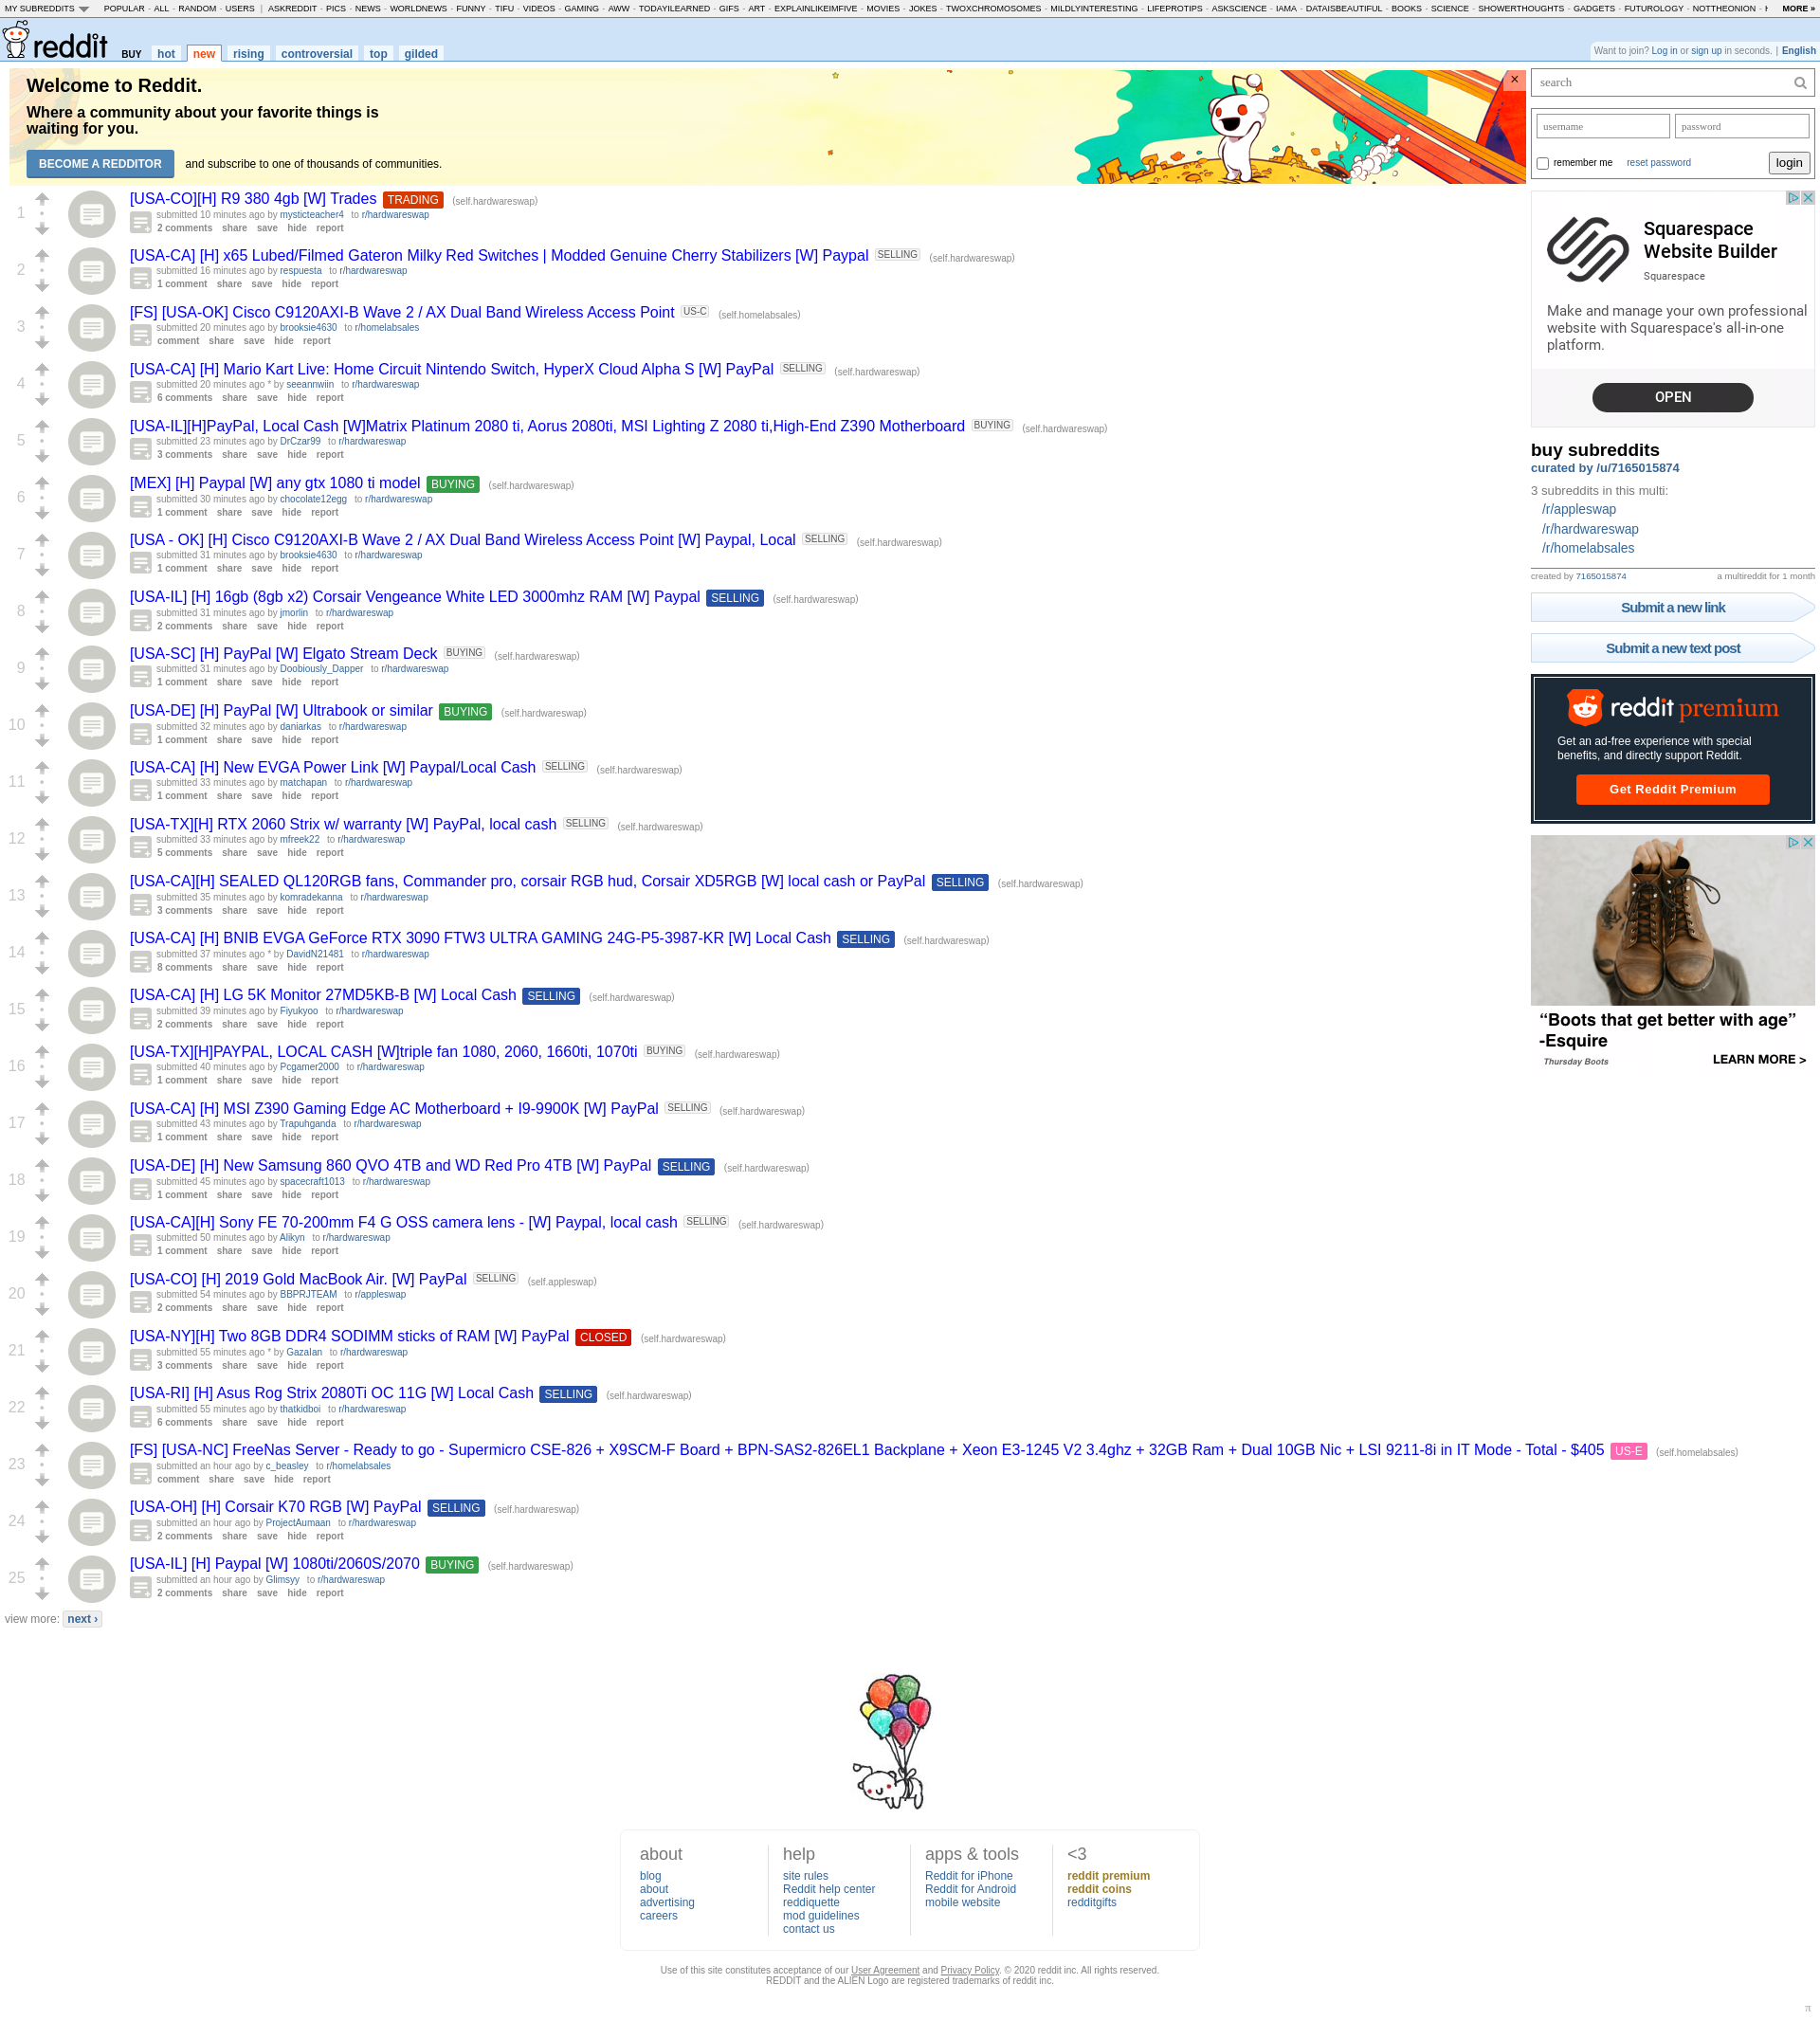 MY SUBREDDITS POPULAR - ALL - RANDOM - USERS | ASKREDDIT - PICS - NEWS - WORLDNEWS - FUNNY - TIFU - VIDEOS - GAMING - AWW - TODAYILEARNED - GIFS - ART - EXPLAINLIKEIMFIVE - MOVIES - JOKES - TWOXCHROMOSOMES - MILDLYINTERESTING - LIFEPROTIPS - ASKSCIENCE - IAMA - DATAISBEAUTIFUL - BOOKS - SCIENCE - SHOWERTHOUGHTS - GADGETS - FUTUROLOGY - NOTTHEONION - MORE »
reddit BUY hot new rising controversial top gilded
Want to join? Log in or sign up in seconds. | English
Welcome to Reddit.
Where a community about your favorite things is
waiting for you.
BECOME A REDDITOR and subscribe to one of thousands of communities.
1 [USA-CO][H] R9 380 4gb [W] Trades TRADING (self.hardwareswap)
submitted 10 minutes ago by mysticteacher4 to r/hardwareswap
2 comments share save hide report
2 [USA-CA] [H] x65 Lubed/Filmed Gateron Milky Red Switches | Modded Genuine Cherry Stabilizers [W] Paypal SELLING (self.hardwareswap)
submitted 16 minutes ago by respuesta to r/hardwareswap
1 comment share save hide report
3 [FS] [USA-OK] Cisco C9120AXI-B Wave 2 / AX Dual Band Wireless Access Point US-C (self.homelabsales)
submitted 20 minutes ago by brooksie4630 to r/homelabsales
comment share save hide report
4 [USA-CA] [H] Mario Kart Live: Home Circuit Nintendo Switch, HyperX Cloud Alpha S [W] PayPal SELLING (self.hardwareswap)
submitted 20 minutes ago * by seeannwiin to r/hardwareswap
6 comments share save hide report
5 [USA-IL][H]PayPal, Local Cash [W]Matrix Platinum 2080 ti, Aorus 2080ti, MSI Lighting Z 2080 ti,High-End Z390 Motherboard BUYING (self.hardwareswap)
submitted 23 minutes ago by DrCzar99 to r/hardwareswap
3 comments share save hide report
6 [MEX] [H] Paypal [W] any gtx 1080 ti model BUYING (self.hardwareswap)
submitted 30 minutes ago by chocolate12egg to r/hardwareswap
1 comment share save hide report
7 [USA - OK] [H] Cisco C9120AXI-B Wave 2 / AX Dual Band Wireless Access Point [W] Paypal, Local SELLING (self.hardwareswap)
submitted 31 minutes ago by brooksie4630 to r/hardwareswap
1 comment share save hide report
8 [USA-IL] [H] 16gb (8gb x2) Corsair Vengeance White LED 3000mhz RAM [W] Paypal SELLING (self.hardwareswap)
submitted 31 minutes ago by jmorlin to r/hardwareswap
2 comments share save hide report
9 [USA-SC] [H] PayPal [W] Elgato Stream Deck BUYING (self.hardwareswap)
submitted 31 minutes ago by Doobiously_Dapper to r/hardwareswap
1 comment share save hide report
10 [USA-DE] [H] PayPal [W] Ultrabook or similar BUYING (self.hardwareswap)
submitted 32 minutes ago by daniarkas to r/hardwareswap
1 comment share save hide report
11 [USA-CA] [H] New EVGA Power Link [W] Paypal/Local Cash SELLING (self.hardwareswap)
submitted 33 minutes ago by matchapan to r/hardwareswap
1 comment share save hide report
12 [USA-TX][H] RTX 2060 Strix w/ warranty [W] PayPal, local cash SELLING (self.hardwareswap)
submitted 33 minutes ago by mfreek22 to r/hardwareswap
5 comments share save hide report
13 [USA-CA][H] SEALED QL120RGB fans, Commander pro, corsair RGB hud, Corsair XD5RGB [W] local cash or PayPal SELLING (self.hardwareswap)
submitted 35 minutes ago by komradekanna to r/hardwareswap
3 comments share save hide report
14 [USA-CA] [H] BNIB EVGA GeForce RTX 3090 FTW3 ULTRA GAMING 24G-P5-3987-KR [W] Local Cash SELLING (self.hardwareswap)
submitted 37 minutes ago * by DavidN21481 to r/hardwareswap
8 comments share save hide report
15 [USA-CA] [H] LG 5K Monitor 27MD5KB-B [W] Local Cash SELLING (self.hardwareswap)
submitted 39 minutes ago by Fiyukyoo to r/hardwareswap
2 comments share save hide report
16 [USA-TX][H]PAYPAL, LOCAL CASH [W]triple fan 1080, 2060, 1660ti, 1070ti BUYING (self.hardwareswap)
submitted 40 minutes ago by Pcgamer2000 to r/hardwareswap
1 comment share save hide report
17 [USA-CA] [H] MSI Z390 Gaming Edge AC Motherboard + I9-9900K [W] PayPal SELLING (self.hardwareswap)
submitted 43 minutes ago by Trapuhganda to r/hardwareswap
1 comment share save hide report
18 [USA-DE] [H] New Samsung 860 QVO 4TB and WD Red Pro 4TB [W] PayPal SELLING (self.hardwareswap)
submitted 45 minutes ago by spacecraft1013 to r/hardwareswap
1 comment share save hide report
19 [USA-CA][H] Sony FE 70-200mm F4 G OSS camera lens - [W] Paypal, local cash SELLING (self.hardwareswap)
submitted 50 minutes ago by Alikyn to r/hardwareswap
1 comment share save hide report
20 [USA-CO] [H] 2019 Gold MacBook Air. [W] PayPal SELLING (self.appleswap)
submitted 54 minutes ago by BBPRJTEAM to r/appleswap
2 comments share save hide report
21 [USA-NY][H] Two 8GB DDR4 SODIMM sticks of RAM [W] PayPal CLOSED (self.hardwareswap)
submitted 55 minutes ago * by Gazalan to r/hardwareswap
3 comments share save hide report
22 [USA-RI] [H] Asus Rog Strix 2080Ti OC 11G [W] Local Cash SELLING (self.hardwareswap)
submitted 55 minutes ago by thatkidboi to r/hardwareswap
6 comments share save hide report
23 [FS] [USA-NC] FreeNas Server - Ready to go - Supermicro CSE-826 + X9SCM-F Board + BPN-SAS2-826EL1 Backplane + Xeon E3-1245 V2 3.4ghz + 32GB Ram + Dual 10GB Nic + LSI 9211-8i in IT Mode - Total - $405 US-E (self.homelabsales)
submitted an hour ago by c_beasley to r/homelabsales
comment share save hide report
24 [USA-OH] [H] Corsair K70 RGB [W] PayPal SELLING (self.hardwareswap)
submitted an hour ago by ProjectAumaan to r/hardwareswap
2 comments share save hide report
25 [USA-IL] [H] Paypal [W] 1080ti/2060S/2070 BUYING (self.hardwareswap)
submitted an hour ago by Glimsyy to r/hardwareswap
2 comments share save hide report
view more: next ›
search
username password
remember me reset password login
Squarespace
Website Builder
Squarespace
Make and manage your own professional
website with Squarespace's all-in-one
platform.
OPEN
buy subreddits
curated by /u/7165015874
3 subreddits in this multi:
/r/appleswap
/r/hardwareswap
/r/homelabsales
created by 7165015874 a multireddit for 1 month
Submit a new link
Submit a new text post
reddit premium
Get an ad-free experience with special
benefits, and directly support Reddit.
Get Reddit Premium
“Boots that get better with age”
-Esquire
Thursday Boots LEARN MORE >
about
blog
about
advertising
careers
help
site rules
Reddit help center
reddiquette
mod guidelines
contact us
apps & tools
Reddit for iPhone
Reddit for Android
mobile website
<3
reddit premium
reddit coins
redditgifts
Use of this site constitutes acceptance of our User Agreement and Privacy Policy. © 2020 reddit inc. All rights reserved.
REDDIT and the ALIEN Logo are registered trademarks of reddit inc.
π